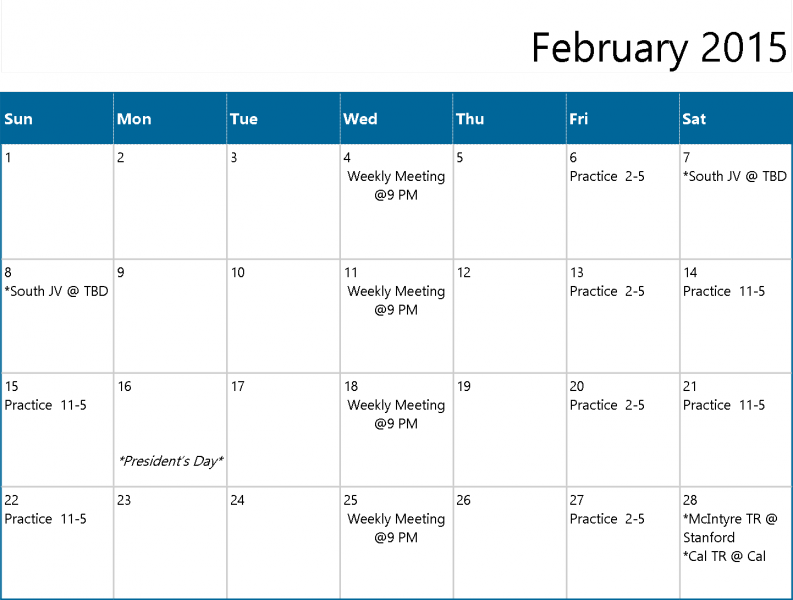 February 2015
Sun Mon Tue Wed Thu Fri Sat
1 2 3 4 5 6 7
Weekly Meeting Practice 2-5 *South JV @ TBD
@9 PM
8 9 10 11 12 13 14
*South JV @ TBD Weekly Meeting Practice 2-5 Practice 11-5
@9 PM
15 16 17 18 19 20 21
Practice 11-5 Weekly Meeting Practice 2-5 Practice 11-5
@9 PM
*President's Day*
22 23 24 25 26 27 28
Practice 11-5 Weekly Meeting Practice 2-5 *McIntyre TR @
@9 PM Stanford
*Cal TR @ Cal